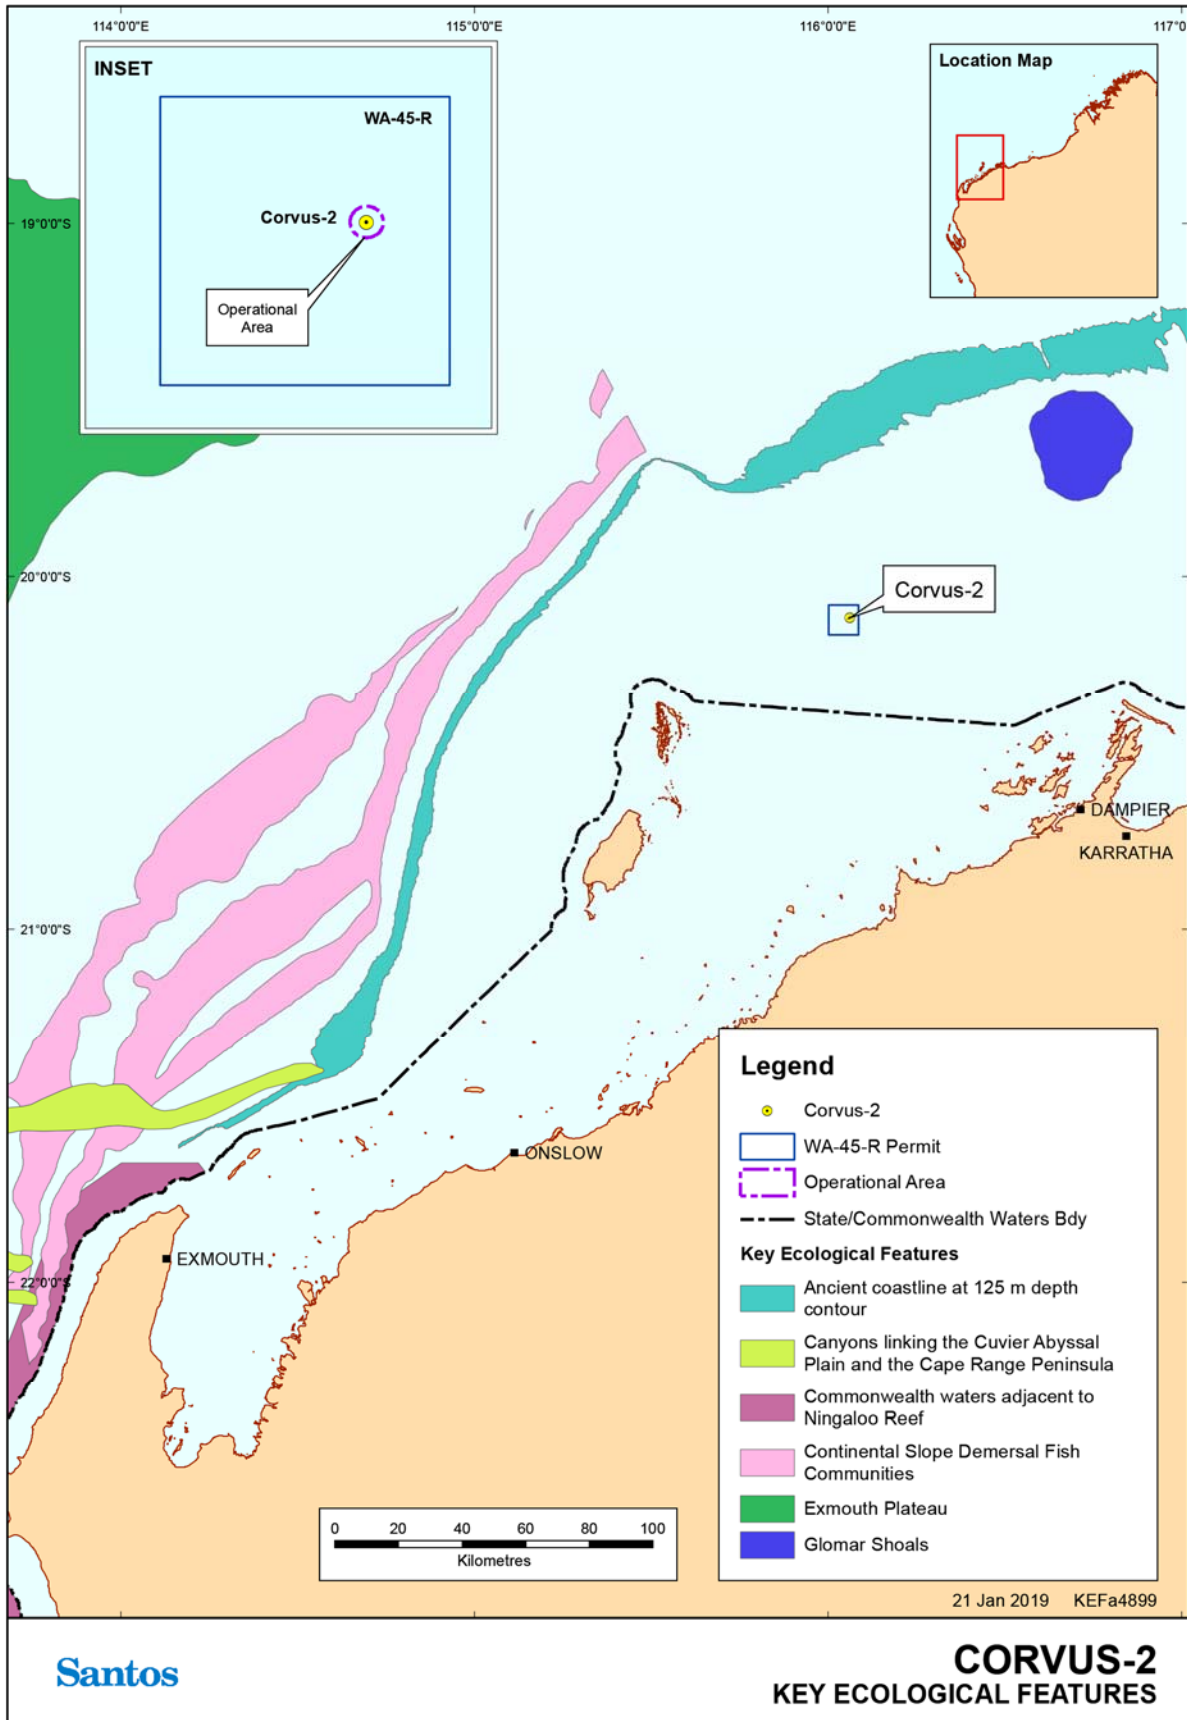 114°0'0"E
115°0'0"E
116°0'0"E
117°0
INSET
WA-45-R
Corvus-2
Operational
Area
Location Map
19°0'0"S
20°0'0"S
Corvus-2
DAMPIER
KARRATHA
21°0'0"S
ONSLOW
EXMOUTH
22°0'0"S
Legend
Corvus-2
WA-45-R Permit
Operational Area
State/Commonwealth Waters Bdy
Key Ecological Features
Ancient coastline at 125 m depth
contour
Canyons linking the Cuvier Abyssal
Plain and the Cape Range Peninsula
Commonwealth waters adjacent to
Ningaloo Reef
Continental Slope Demersal Fish
Communities
Exmouth Plateau
Glomar Shoals
0 20 40 60 80 100
Kilometres
21 Jan 2019 KEFa4899
Santos
CORVUS-2
KEY ECOLOGICAL FEATURES